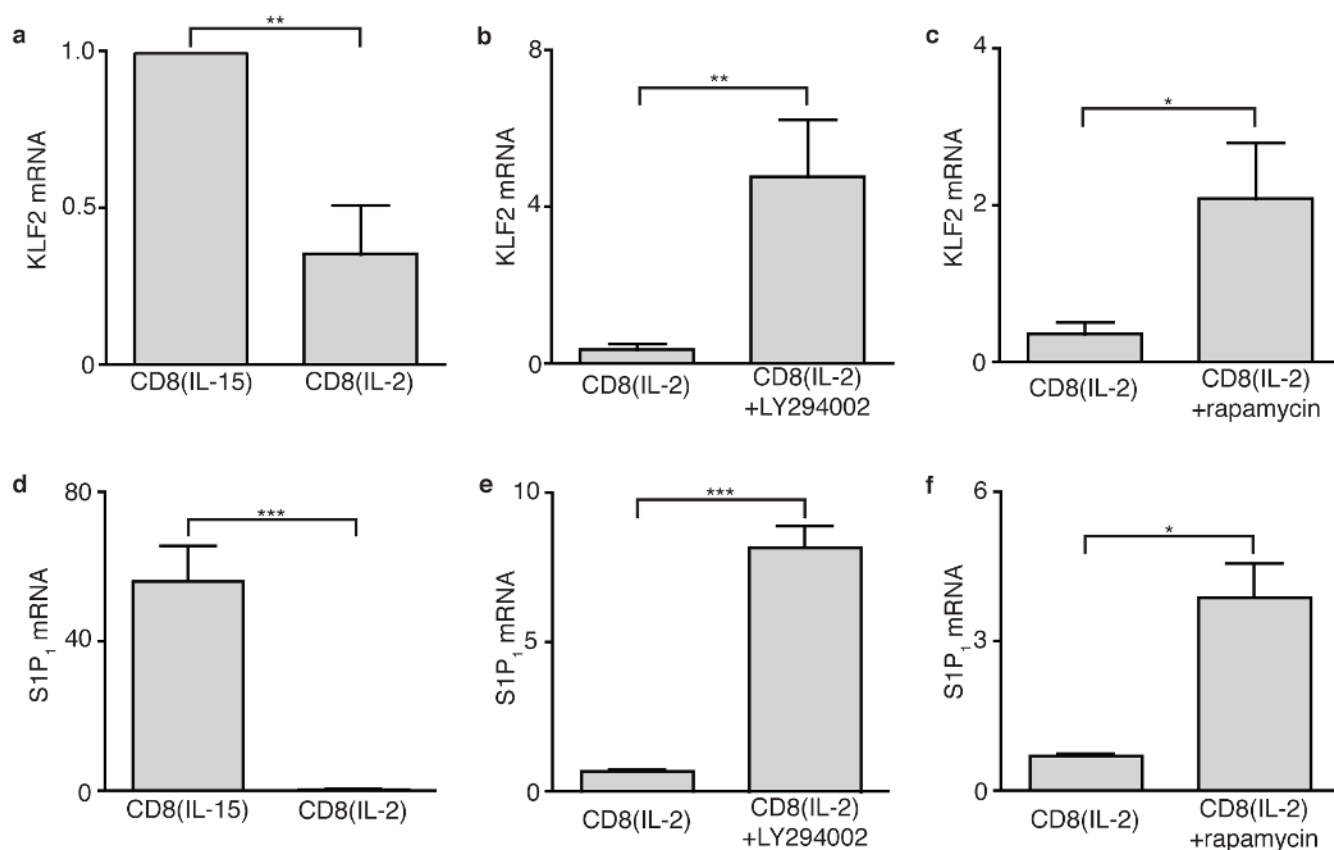 a
**
1.0
0.5
0
KLF2 mRNA
CD8(IL-15)
CD8(IL-2)
b
**
8
4
0
KLF2 mRNA
CD8(IL-2)
CD8(IL-2)
+LY294002
c
*
4
2
0
KLF2 mRNA
CD8(IL-2)
CD8(IL-2)
+rapamycin
d
***
80
40
0
S1P₁ mRNA
CD8(IL-15)
CD8(IL-2)
e
***
10
5
0
S1P₁ mRNA
CD8(IL-2)
CD8(IL-2)
+LY294002
f
*
6
3
0
S1P₁ mRNA
CD8(IL-2)
CD8(IL-2)
+rapamycin